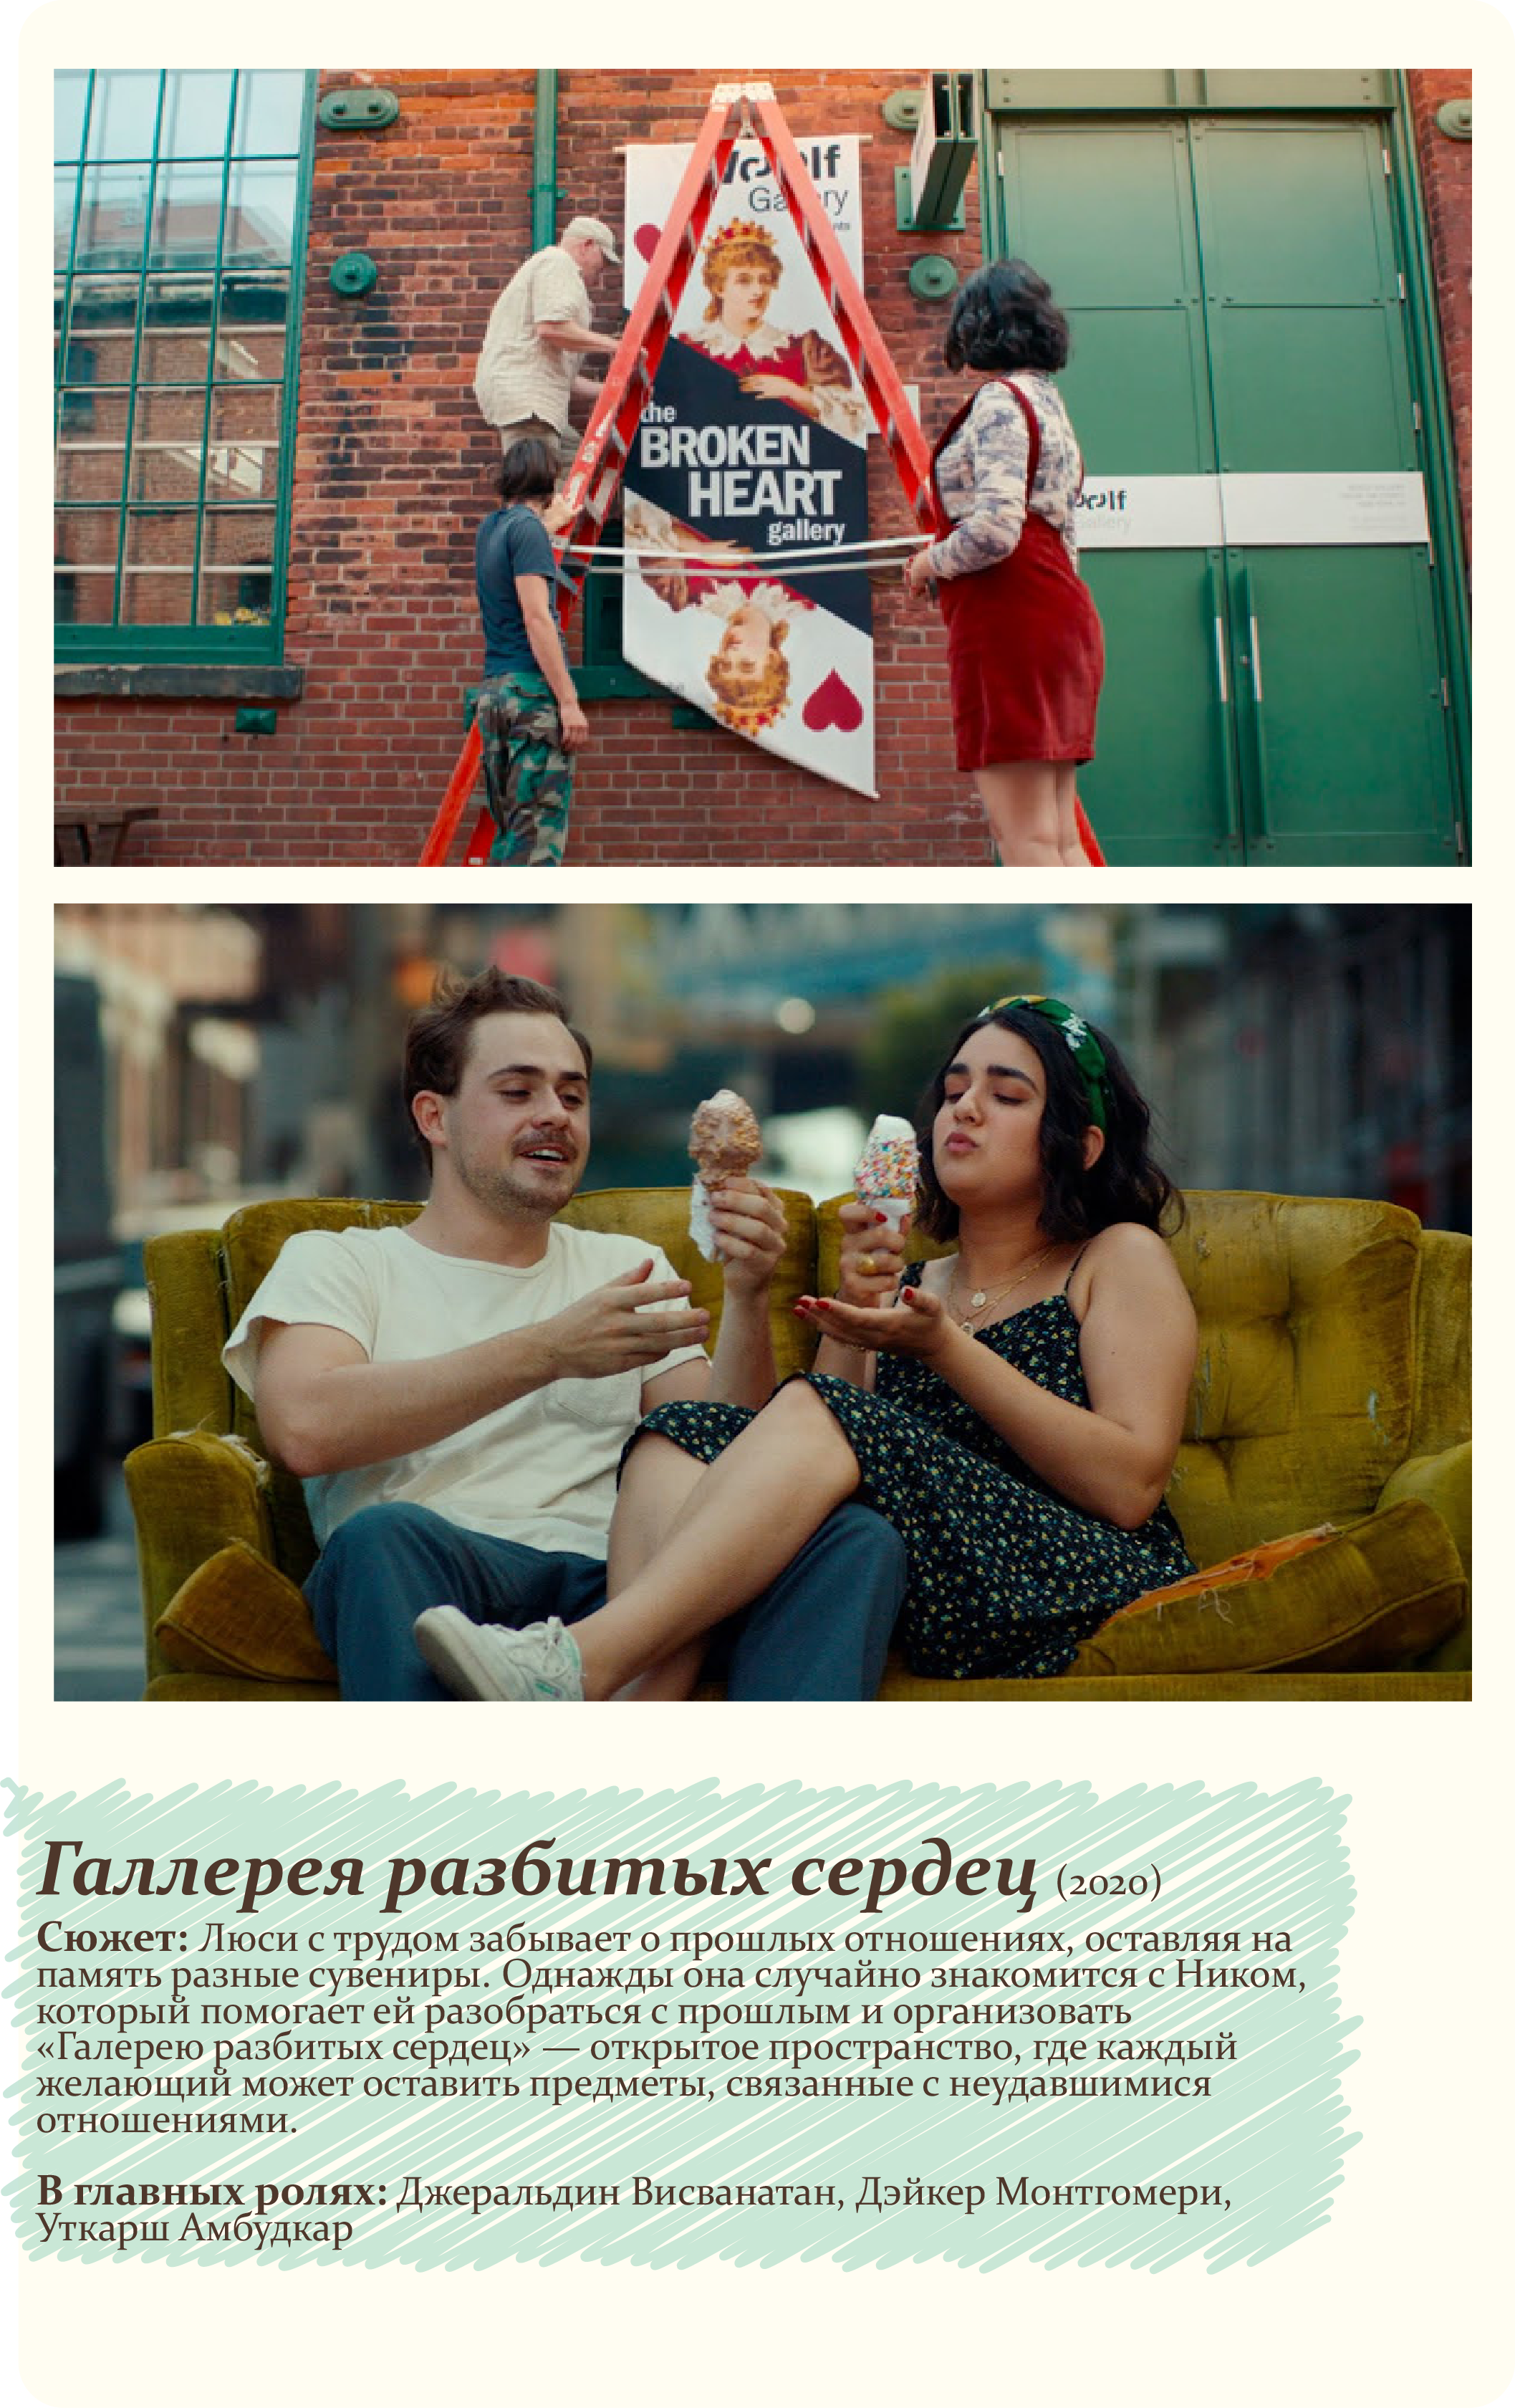 Gallery
the
BROKEN
HEART
gallery
Галлерея разбитых сердец (2020)
Сюжет: Люси с трудом забывает о прошлых отношениях, оставляя на
память разные сувениры. Однажды она случайно знакомится с Ником,
который помогает ей разобраться с прошлым и организовать
«Галерею разбитых сердец» — открытое пространство, где каждый
желающий может оставить предметы, связанные с неудавшимися
отношениями.
В главных ролях: Джеральдин Висванатан, Дэйкер Монтгомери,
Уткарш Амбудкар